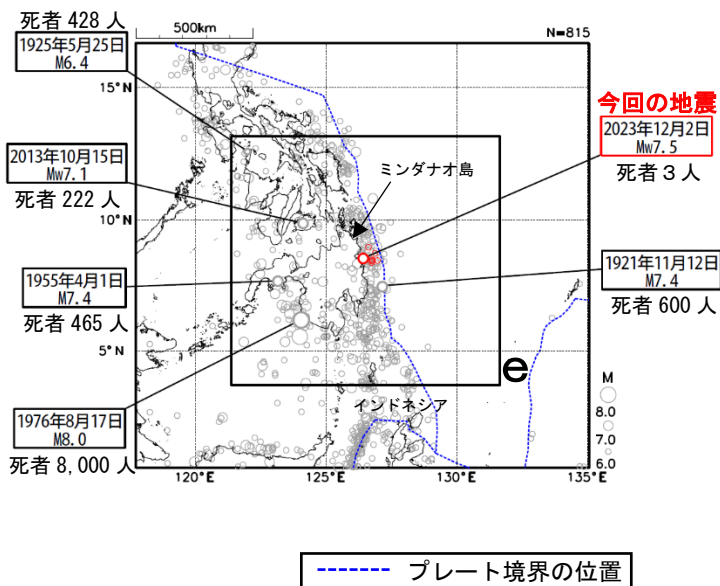 死者 428 人
500km
N=815
1925年5月25日
M6.4
15°N
今回の地震
2023年12月2日
Mw7.5
死者 3 人
2013年10月15日
Mw7.1
死者 222 人
ミンダナオ島
10°N
1955年4月1日
M7.4
死者 465 人
1921年11月12日
M7.4
死者 600 人
5°N
e
インドネシア
M
8.0
7.0
6.0
1976年8月17日
M8.0
死者 8,000 人
120°E
125°E
130°E
135°E
プレート境界の位置